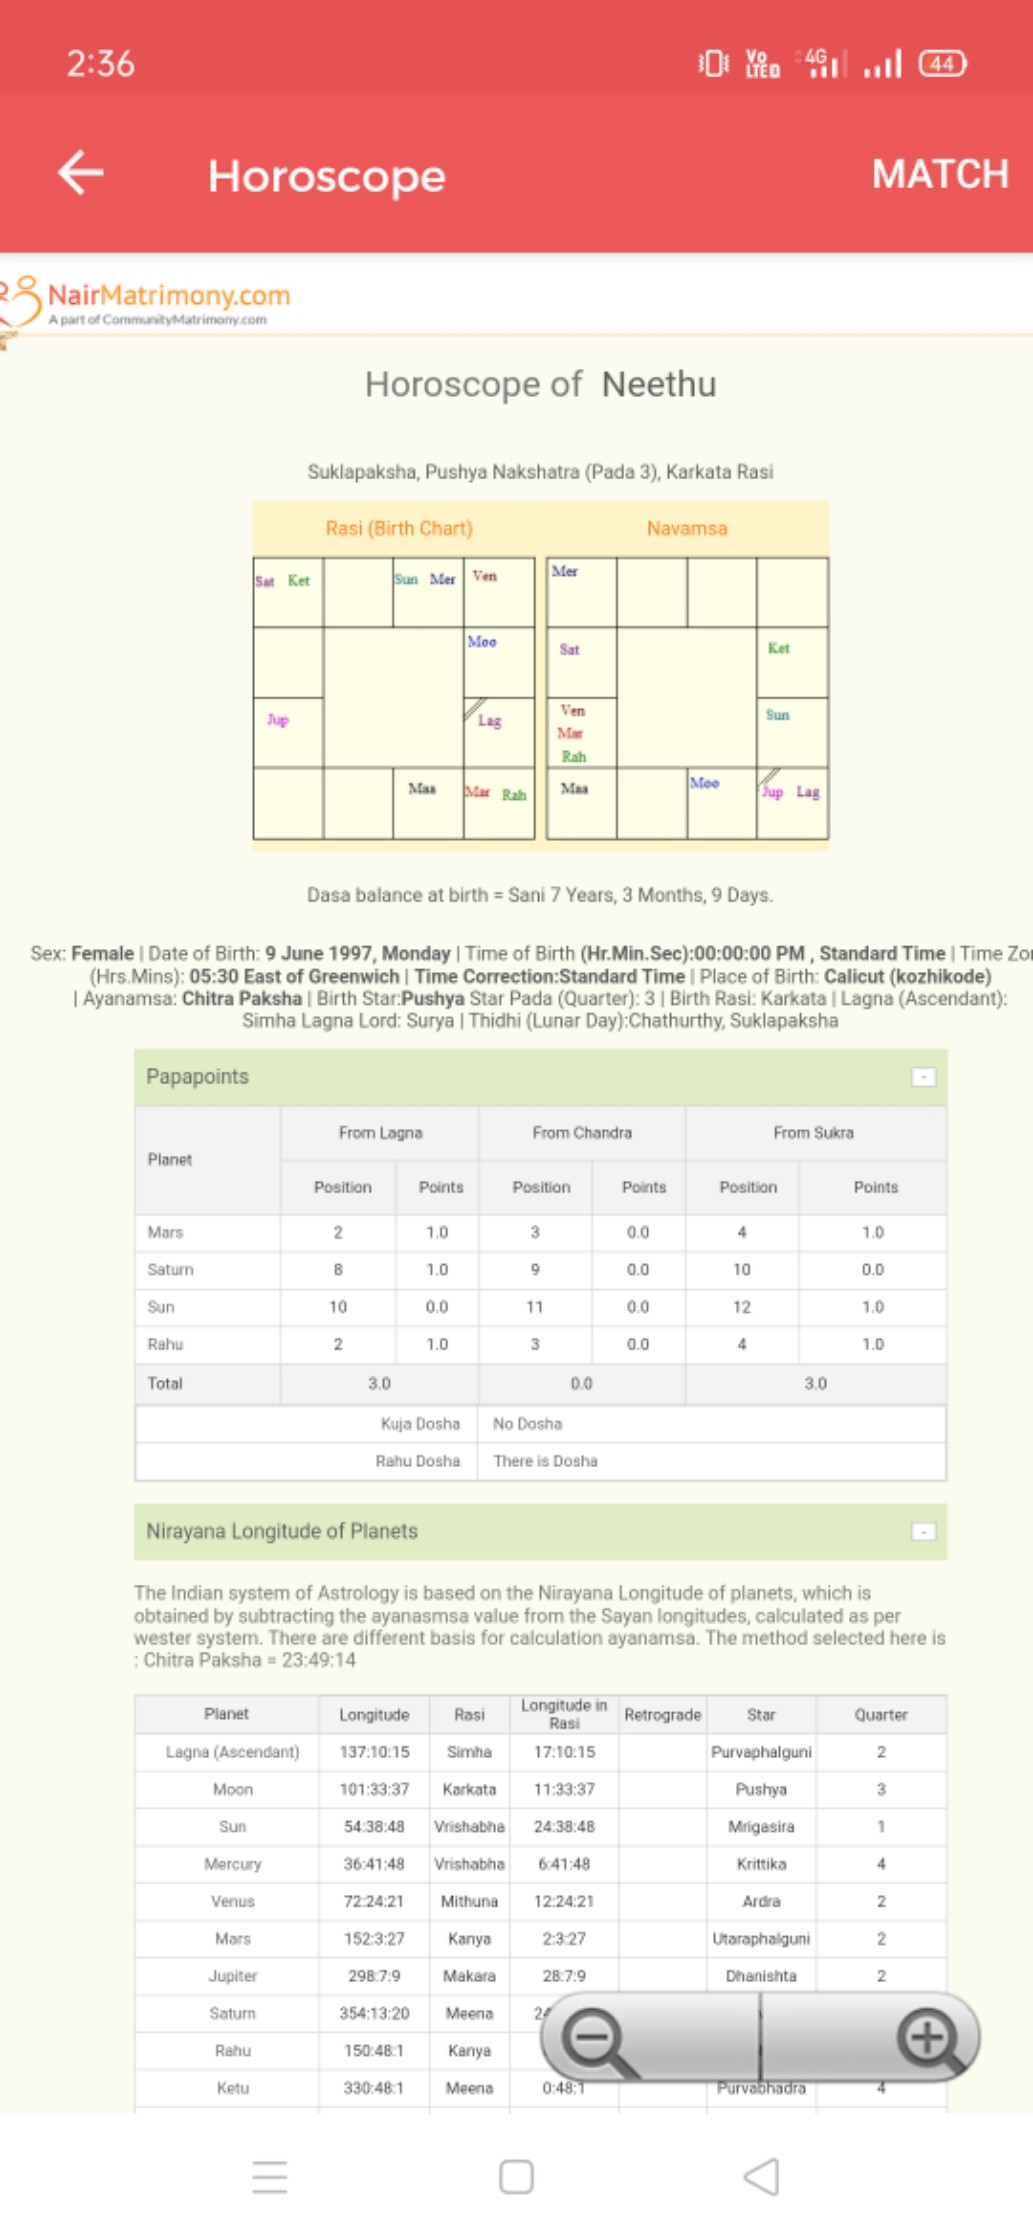 2:36
Vo LTED 4G 44
Horoscope MATCH
NairMatrimony.com
A part of CommunityMatrimony.com
Horoscope of Neethu
Suklapaksha, Pushya Nakshatra (Pada 3), Karkata Rasi
Rasi (Birth Chart) Navamsa
Sat Ket Sun Mer Ven Mer
Moo Sat Ket
Jup Lag Ven Mar Rah Sun
Maa Mar Rah Maa Moo Jup Lag
Dasa balance at birth = Sani 7 Years, 3 Months, 9 Days.
Sex: Female | Date of Birth: 9 June 1997, Monday | Time of Birth (Hr.Min.Sec):00:00:00 PM , Standard Time | Time Zo
(Hrs.Mins): 05:30 East of Greenwich | Time Correction:Standard Time | Place of Birth: Calicut (kozhikode)
| Ayanamsa: Chitra Paksha | Birth Star:Pushya Star Pada (Quarter): 3 | Birth Rasi: Karkata | Lagna (Ascendant):
Simha Lagna Lord: Surya | Thidhi (Lunar Day):Chathurthy, Suklapaksha
Papapoints -
Planet From Lagna From Chandra From Sukra
Position Points Position Points Position Points
Mars 2 1.0 3 0.0 4 1.0
Saturn 8 1.0 9 0.0 10 0.0
Sun 10 0.0 11 0.0 12 1.0
Rahu 2 1.0 3 0.0 4 1.0
Total 3.0 0.0 3.0
Kuja Dosha No Dosha
Rahu Dosha There is Dosha
Nirayana Longitude of Planets -
The Indian system of Astrology is based on the Nirayana Longitude of planets, which is
obtained by subtracting the ayanasmsa value from the Sayan longitudes, calculated as per
wester system. There are different basis for calculation ayanamsa. The method selected here is
: Chitra Paksha = 23:49:14
Planet Longitude Rasi Longitude in Rasi Retrograde Star Quarter
Lagna (Ascendant) 137:10:15 Simha 17:10:15 Purvaphalguni 2
Moon 101:33:37 Karkata 11:33:37 Pushya 3
Sun 54:38:48 Vrishabha 24:38:48 Mrigasira 1
Mercury 36:41:48 Vrishabha 6:41:48 Krittika 4
Venus 72:24:21 Mithuna 12:24:21 Ardra 2
Mars 152:3:27 Kanya 2:3:27 Utaraphalguni 2
Jupiter 298:7:9 Makara 28:7:9 Dhanishta 2
Saturn 354:13:20 Meena
Rahu 150:48:1 Kanya
Ketu 330:48:1 Meena 0:48:1 Purvabhadra 4